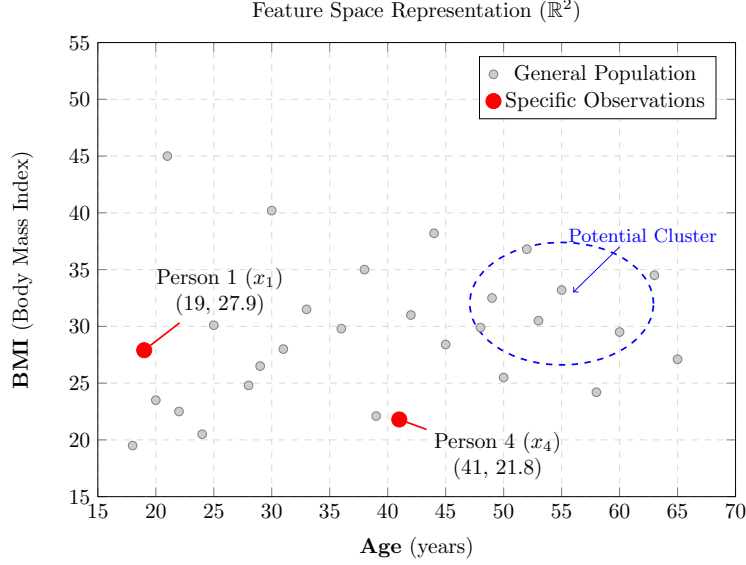 Feature Space Representation (ℝ²)
General Population
Specific Observations
Potential Cluster
Person 1 (x₁)
(19, 27.9)
Person 4 (x₄)
(41, 21.8)
BMI (Body Mass Index)
55
50
45
40
35
30
25
20
15
15 20 25 30 35 40 45 50 55 60 65 70
Age (years)